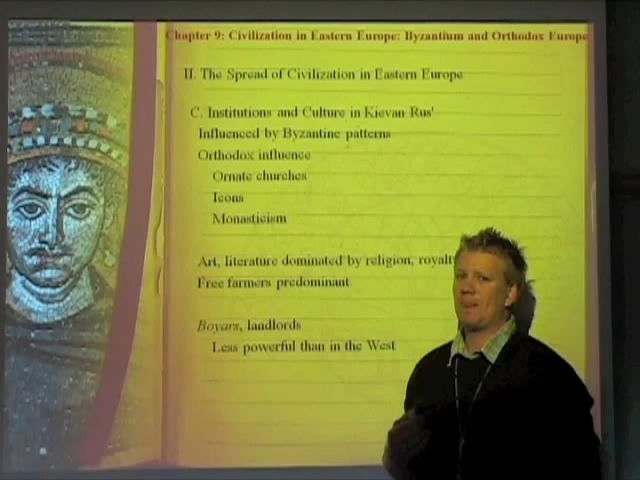 Chapter 9: Civilization in Eastern Europe: Byzantium and Orthodox Europe
II. The Spread of Civilization in Eastern Europe
C. Institutions and Culture in Kievan Rus'
Influenced by Byzantine patterns
Orthodox influence
Ornate churches
Icons
Monasticism
Art, literature dominated by religion, royalty
Free farmers predominant
Boyars, landlords
Less powerful than in the West